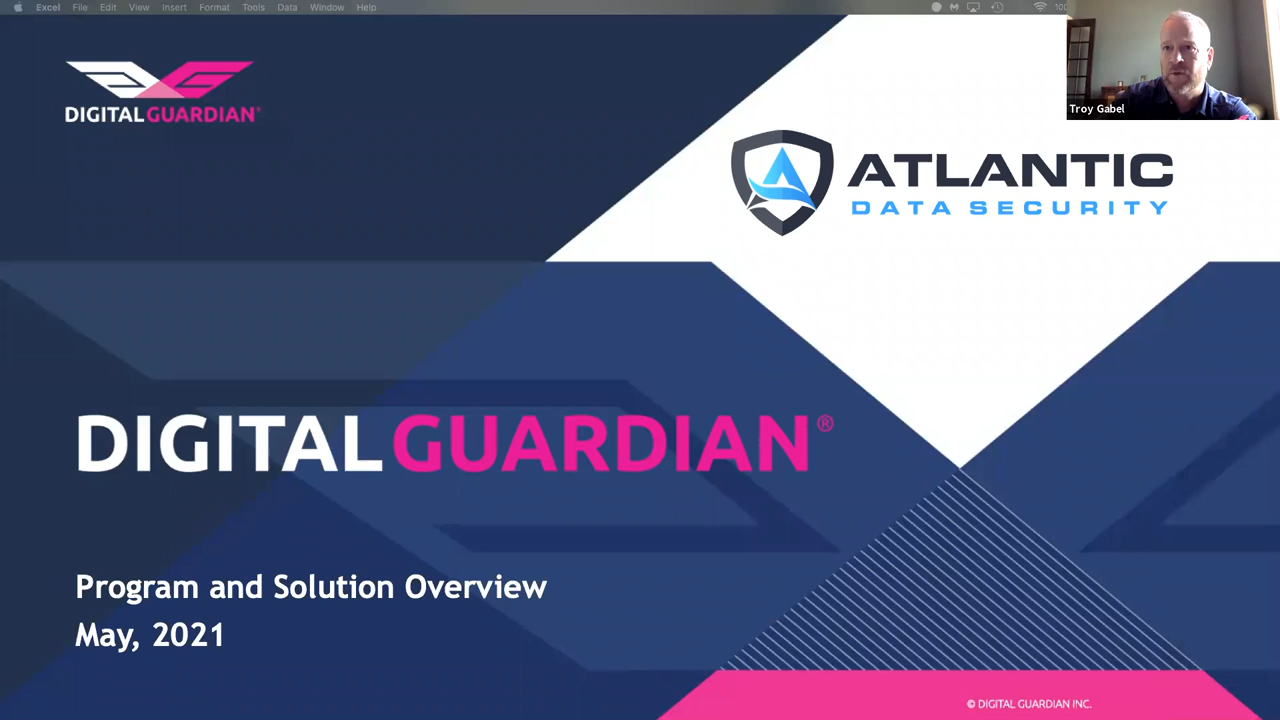 Excel File Edit View Insert Format Tools Data Window Help
Troy Gabel
DIGITAL GUARDIAN®
ATLANTIC
DATA SECURITY
DIGITAL GUARDIAN®
Program and Solution Overview
May, 2021
© DIGITAL GUARDIAN INC.